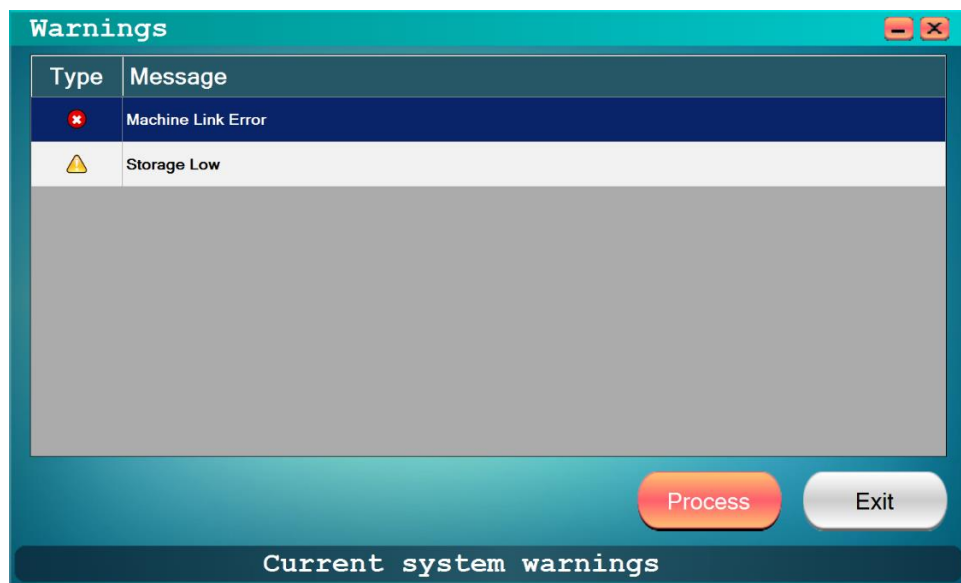 Warnings
Type Message
Machine Link Error
Storage Low
Process Exit
Current system warnings